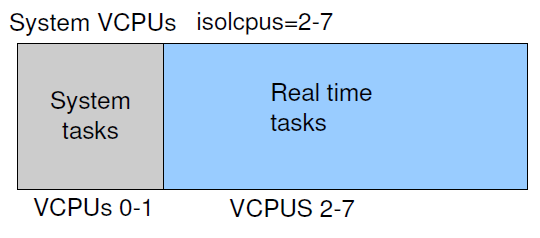 System VCPUs isolcpus=2-7
System
tasks
Real time
tasks
VCPUs 0-1
VCPUS 2-7